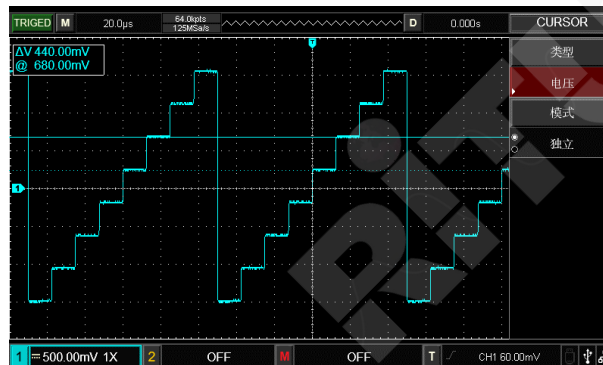 TRIGED M 20.0μs 64.0kpts D 0.000s CURSOR
125MSa/s
T
ΔV 440.00mV
@ 680.00mV
类型
电压
模式
独立
1
1 500.00mV 1X 2 OFF M OFF T CH1 60.00mV
RITU